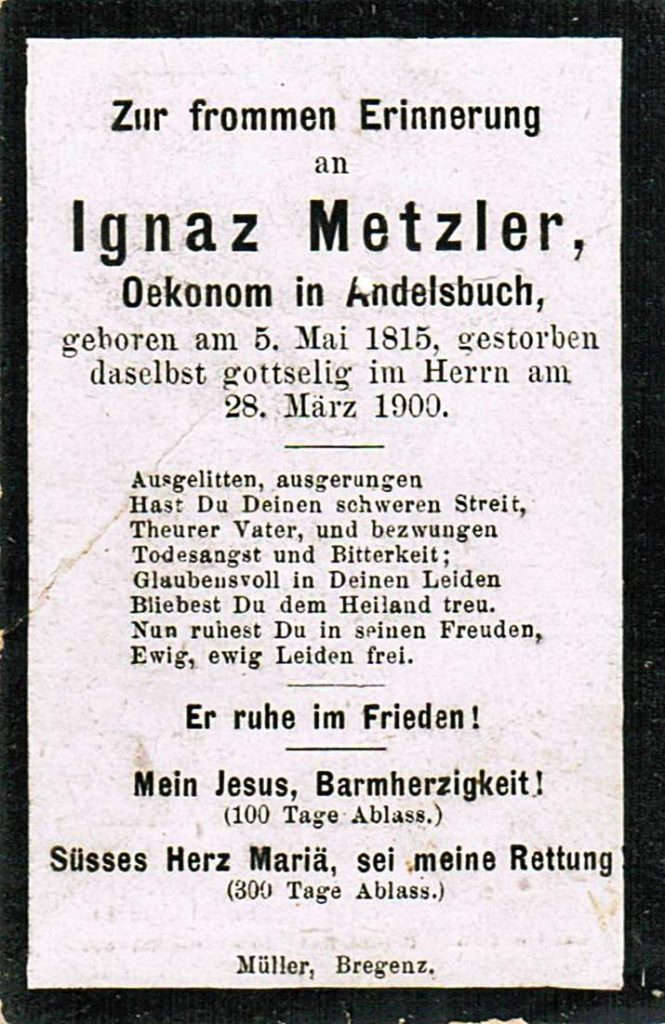 Zur frommen Erinnerung
an
Ignaz Metzler,
Oekonom in Andelsbuch,
geboren am 5. Mai 1815, gestorben
daselbst gottselig im Herrn am
28. März 1900.
Ausgelitten, ausgerungen
Hast Du Deinen schweren Streit,
Theurer Vater, und bezwungen
Todesangst und Bitterkeit;
Glaubensvoll in Deinen Leiden
Bliebest Du dem Heiland treu.
Nun ruhest Du in seinen Freuden,
Ewig, ewig Leiden frei.
Er ruhe im Frieden!
Mein Jesus, Barmherzigkeit!
(100 Tage Ablass.)
Süsses Herz Mariä, sei meine Rettung!
(300 Tage Ablass.)
Müller, Bregenz.